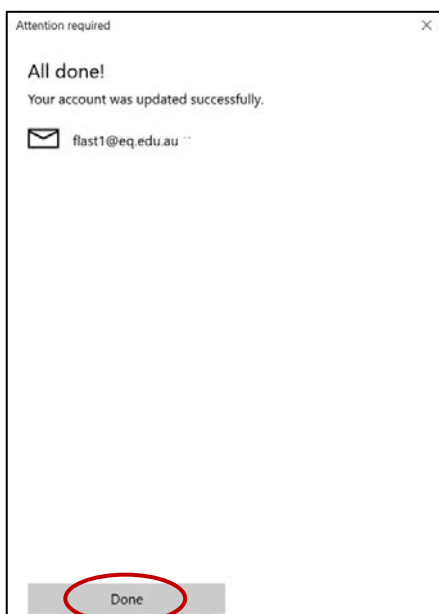 Attention required
All done!
Your account was updated successfully.
flast1@eq.edu.au
Done